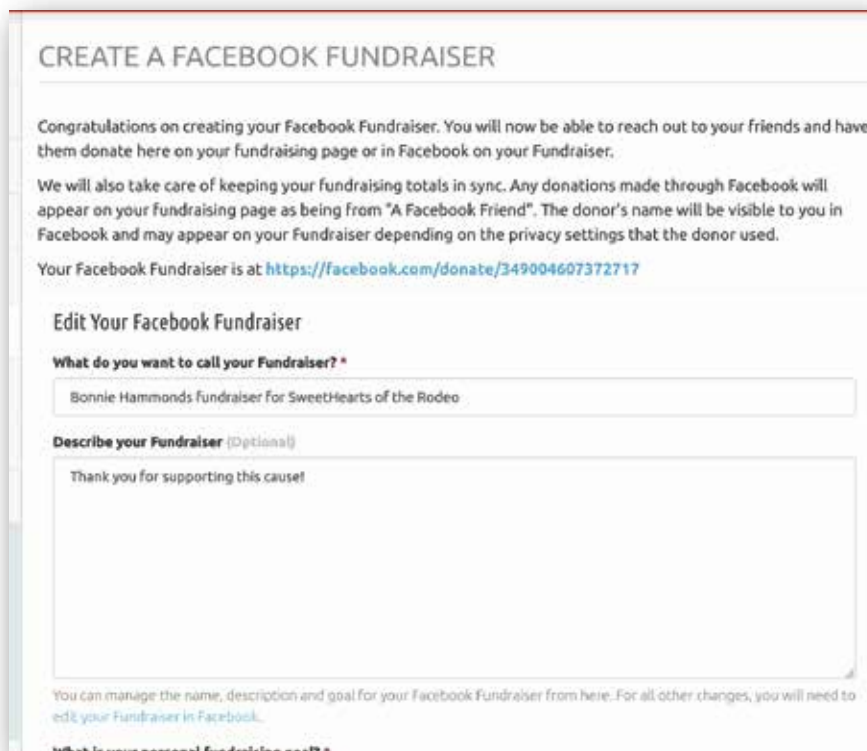 CREATE A FACEBOOK FUNDRAISER
Congratulations on creating your Facebook Fundraiser. You will now be able to reach out to your friends and have
them donate here on your fundraising page or in Facebook on your Fundraiser.
We will also take care of keeping your fundraising totals in sync. Any donations made through Facebook will
appear on your fundraising page as being from "A Facebook Friend". The donor's name will be visible to you in
Facebook and may appear on your Fundraiser depending on the privacy settings that the donor used.
Your Facebook Fundraiser is at https://facebook.com/donate/349004607372717
Edit Your Facebook Fundraiser
What do you want to call your Fundraiser? *
Bonnie Hammonds fundraiser for SweetHearts of the Rodeo
Describe your Fundraiser (Optional)
Thank you for supporting this cause!
You can manage the name, description and goal for your Facebook Fundraiser from here. For all other changes, you will need to
edit your Fundraiser in Facebook.
What is your personal fundraising goal? *